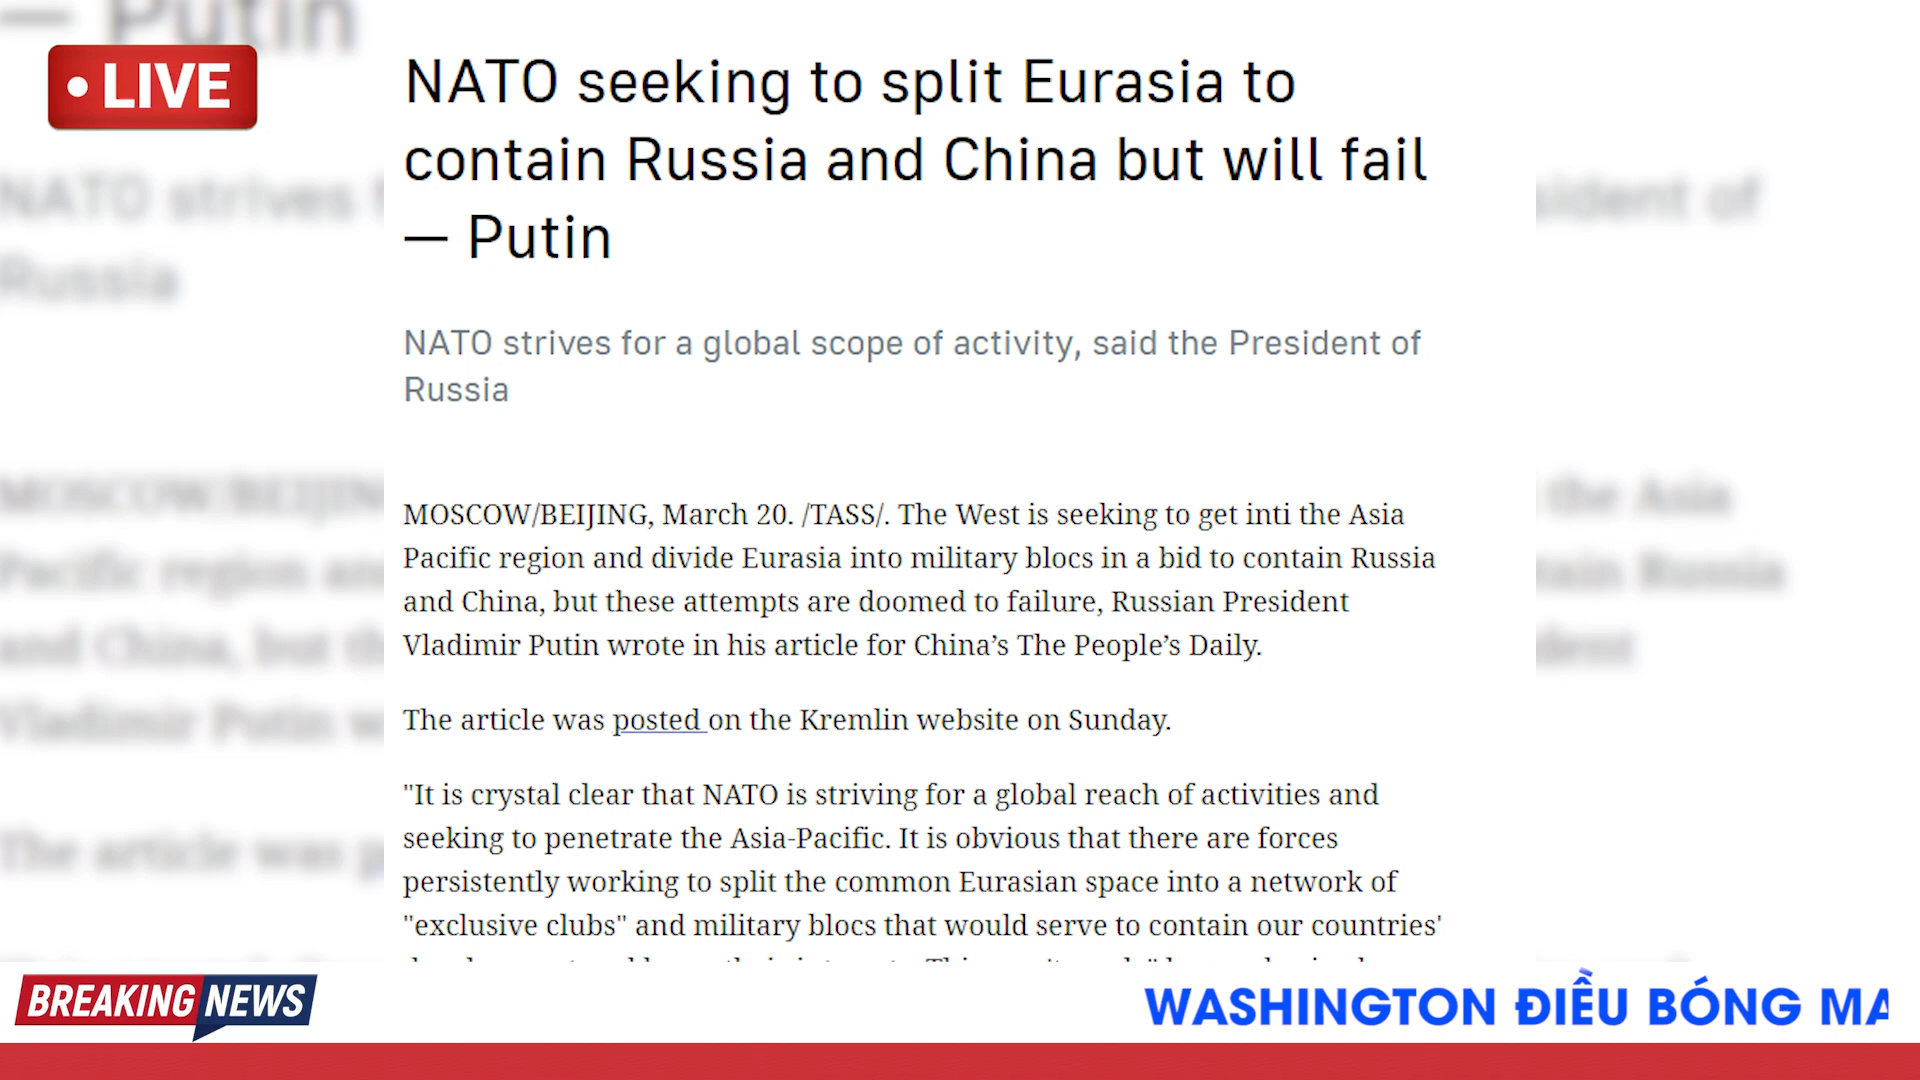 • LIVE
NATO seeking to split Eurasia to
contain Russia and China but will fail
— Putin
NATO strives for a global scope of activity, said the President of
Russia
MOSCOW/BEIJING, March 20. /TASS/. The West is seeking to get inti the Asia
Pacific region and divide Eurasia into military blocs in a bid to contain Russia
and China, but these attempts are doomed to failure, Russian President
Vladimir Putin wrote in his article for China’s The People’s Daily.
The article was posted on the Kremlin website on Sunday.
"It is crystal clear that NATO is striving for a global reach of activities and
seeking to penetrate the Asia-Pacific. It is obvious that there are forces
persistently working to split the common Eurasian space into a network of
"exclusive clubs" and military blocs that would serve to contain our countries'
BREAKING NEWS
WASHINGTON ĐIỀU BÓNG MA